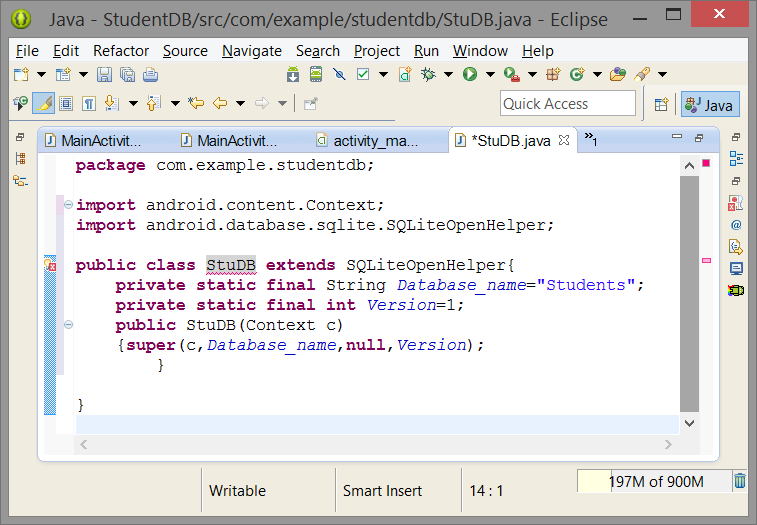 Java - StudentDB/src/com/example/studentdb/StuDB.java - Eclipse
File Edit Refactor Source Navigate Search Project Run Window Help
Quick Access
Java
MainActivit...
MainActivit...
activity_ma...
*StuDB.java
»1
package com.example.studentdb;
import android.content.Context;
import android.database.sqlite.SQLiteOpenHelper;
public class StuDB extends SQLiteOpenHelper{
private static final String Database_name="Students";
private static final int Version=1;
public StuDB(Context c)
{super(c,Database_name,null,Version);
}
}
Writable
Smart Insert
14 : 1
197M of 900M